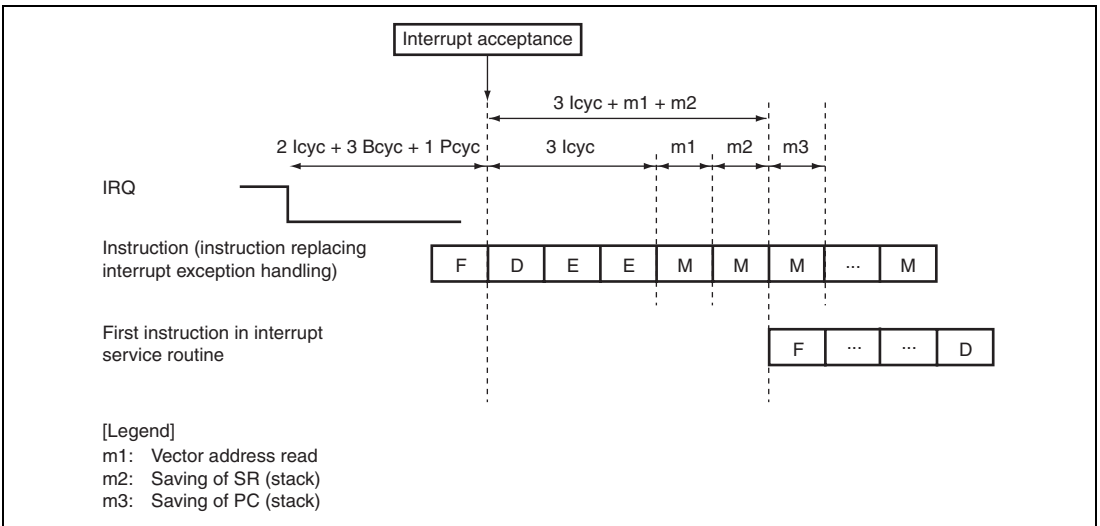 Interrupt acceptance
3 Icyc + m1 + m2
2 Icyc + 3 Bcyc + 1 Pcyc
3 Icyc
m1
m2
m3
IRQ
Instruction (instruction replacing
interrupt exception handling)
F D E E M M M ... M
First instruction in interrupt
service routine
F ... ... D
[Legend]
m1: Vector address read
m2: Saving of SR (stack)
m3: Saving of PC (stack)